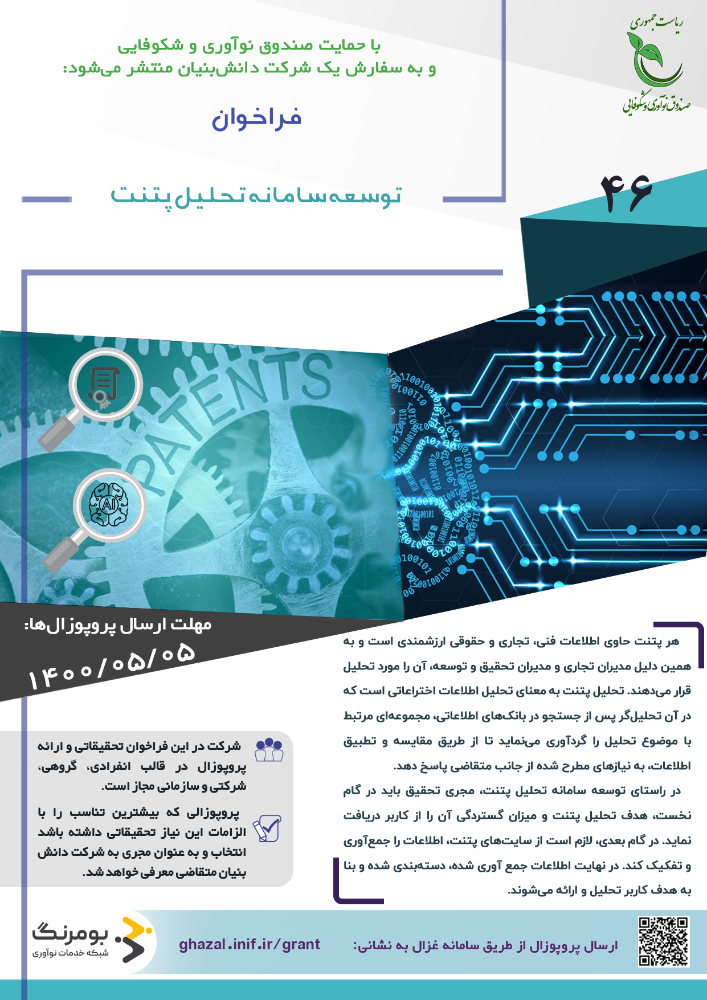 ریاست جمهوری
صندوق نوآوری و شکوفایی
با حمایت صندوق نوآوری و شکوفایی
و به سفارش یک شرکت دانش‌بنیان منتشر می‌شود:
فراخوان
۴۶
توسعه سامانه تحلیل پتنت
PATENTS
AI
مهلت ارسال پروپوزال‌ها:
۱۴۰۰/۰۵/۰۵
هر پتنت حاوی اطلاعات فنی، تجاری و حقوقی ارزشمندی است و به
همین دلیل مدیران تجاری و مدیران تحقیق و توسعه، آن را مورد تحلیل
قرار می‌دهند. تحلیل پتنت به معنای تحلیل اطلاعات اختراعاتی است که
در آن تحلیل‌گر پس از جستجو در بانک‌های اطلاعاتی، مجموعه‌ای مرتبط
با موضوع تحلیل را گردآوری می‌نماید تا از طریق مقایسه و تطبیق
اطلاعات، به نیازهای مطرح شده از جانب متقاضی پاسخ دهد.
در راستای توسعه سامانه تحلیل پتنت، مجری تحقیق باید در گام
نخست، هدف تحلیل پتنت و میزان گستردگی آن را از کاربر دریافت
نماید. در گام بعدی، لازم است از سایت‌های پتنت، اطلاعات را جمع‌آوری
و تفکیک کند. در نهایت اطلاعات جمع آوری شده، دسته‌بندی شده و بنا
به هدف کاربر تحلیل و ارائه می‌شوند.
شرکت در این فراخوان تحقیقاتی و ارائه
پروپوزال در قالب انفرادی، گروهی،
شرکتی و سازمانی مجاز است.
پروپوزالی که بیشترین تناسب را با
الزامات این نیاز تحقیقاتی داشته باشد
انتخاب و به عنوان مجری به شرکت دانش
بنیان متقاضی معرفی خواهد شد.
ارسال پروپوزال از طریق سامانه غزال به نشانی: ghazal.inif.ir/grant
بومرنگ
شبکه خدمات نوآوری